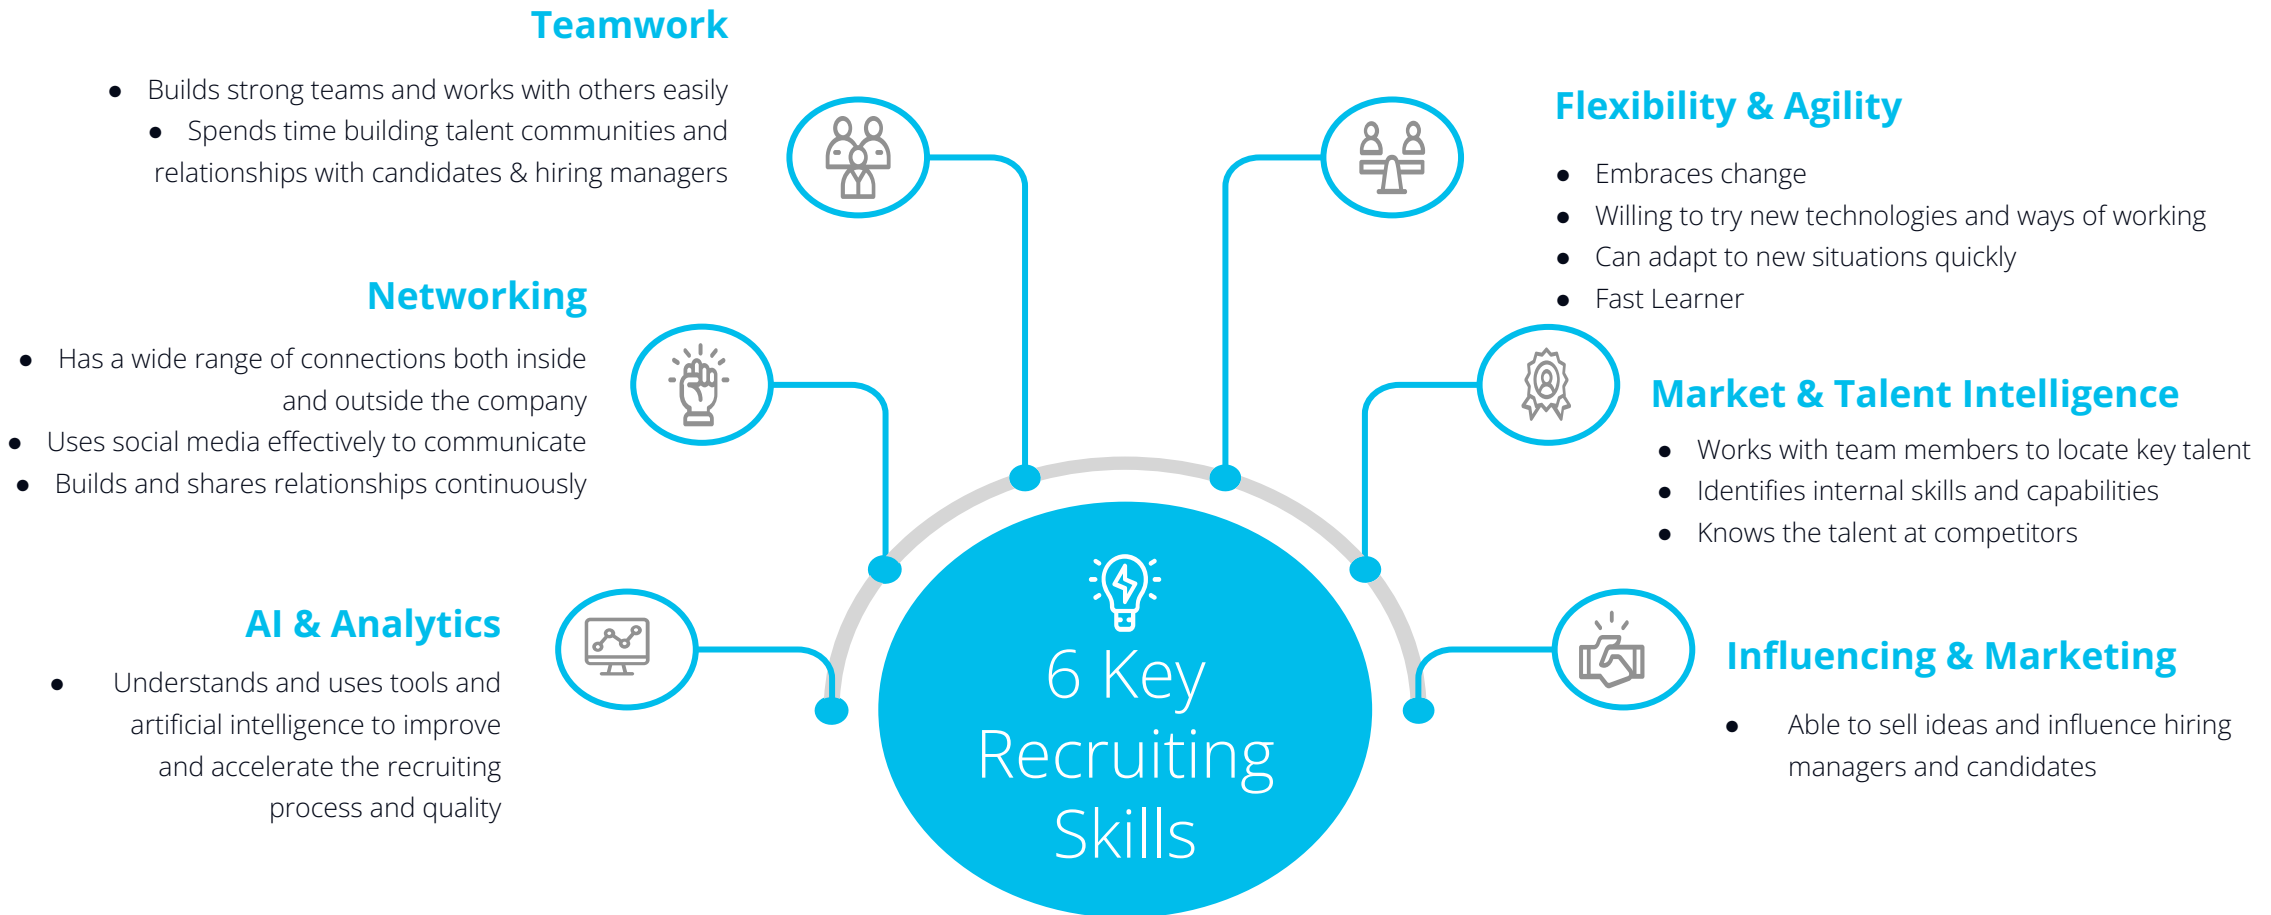 Teamwork
● Builds strong teams and works with others easily
● Spends time building talent communities and
relationships with candidates & hiring managers
Networking
● Has a wide range of connections both inside
and outside the company
● Uses social media effectively to communicate
● Builds and shares relationships continuously
AI & Analytics
● Understands and uses tools and
artificial intelligence to improve
and accelerate the recruiting
process and quality
6 Key
Recruiting
Skills
Flexibility & Agility
● Embraces change
● Willing to try new technologies and ways of working
● Can adapt to new situations quickly
● Fast Learner
Market & Talent Intelligence
● Works with team members to locate key talent
● Identifies internal skills and capabilities
● Knows the talent at competitors
Influencing & Marketing
● Able to sell ideas and influence hiring
managers and candidates